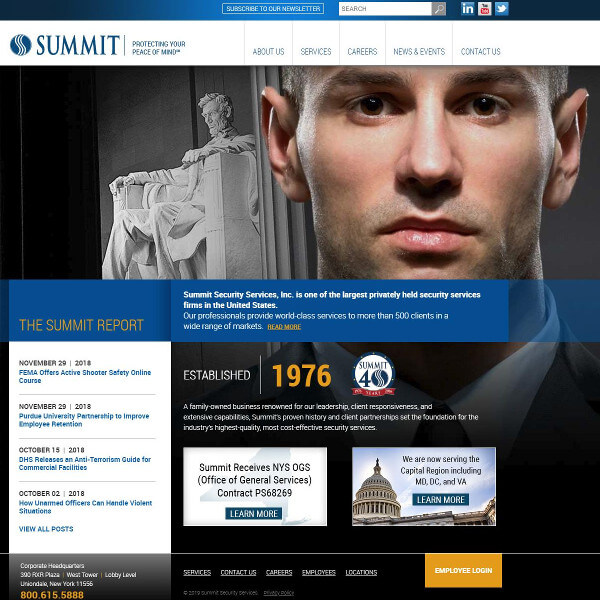 SUBSCRIBE TO OUR NEWSLETTER
SEARCH
in
You
Tube
SUMMIT
PROTECTING YOUR
PEACE OF MIND℠
ABOUT US
SERVICES
CAREERS
NEWS & EVENTS
CONTACT US
THE SUMMIT REPORT
Summit Security Services, Inc. is one of the largest privately held security services
firms in the United States.
Our professionals provide world-class services to more than 500 clients in a
wide range of markets. READ MORE
NOVEMBER 29 | 2018
FEMA Offers Active Shooter Safety Online
Course
NOVEMBER 29 | 2018
Purdue University Partnership to Improve
Employee Retention
OCTOBER 15 | 2018
DHS Releases an Anti-Terrorism Guide for
Commercial Facilities
OCTOBER 02 | 2018
How Unarmed Officers Can Handle Violent
Situations
VIEW ALL POSTS
ESTABLISHED
1976
SUMMIT
40
YEARS
A family-owned business renowned for our leadership, client responsiveness, and
extensive capabilities, Summit's proven history and client partnerships set the foundation for the
industry's highest-quality, most cost-effective security services.
Summit Receives NYS OGS
(Office of General Services)
Contract PS68269
LEARN MORE
We are now serving the
Capital Region including
MD, DC, and VA
LEARN MORE
Corporate Headquarters
390 RXR Plaza | West Tower | Lobby Level
Uniondale, New York 11556
800.615.5888
SERVICES
CONTACT US
CAREERS
EMPLOYEES
LOCATIONS
© 2019 Summit Security Services. Privacy Policy
EMPLOYEE LOGIN